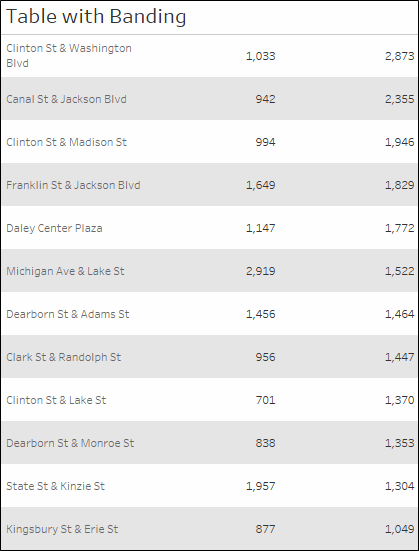 Table with Banding
Clinton St & Washington
Blvd 1,033 2,873
Canal St & Jackson Blvd 942 2,355
Clinton St & Madison St 994 1,946
Franklin St & Jackson Blvd 1,649 1,829
Daley Center Plaza 1,147 1,772
Michigan Ave & Lake St 2,919 1,522
Dearborn St & Adams St 1,456 1,464
Clark St & Randolph St 956 1,447
Clinton St & Lake St 701 1,370
Dearborn St & Monroe St 838 1,353
State St & Kinzie St 1,957 1,304
Kingsbury St & Erie St 877 1,049